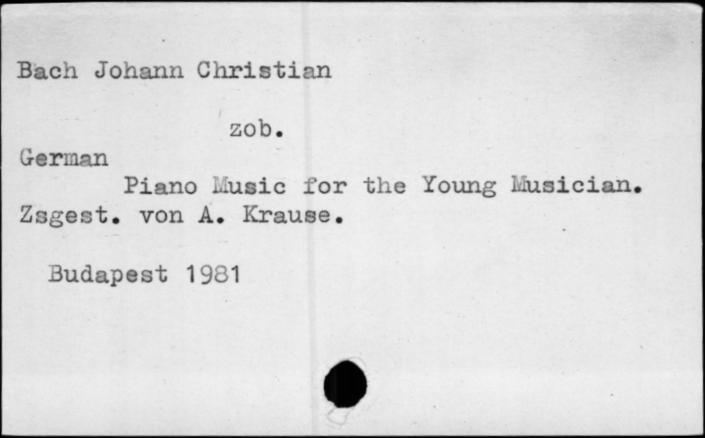 Bach Johann Christian
zob.
German
Piano Music for the Young Musician.
Zsgest. von A. Krause.
Budapest 1981